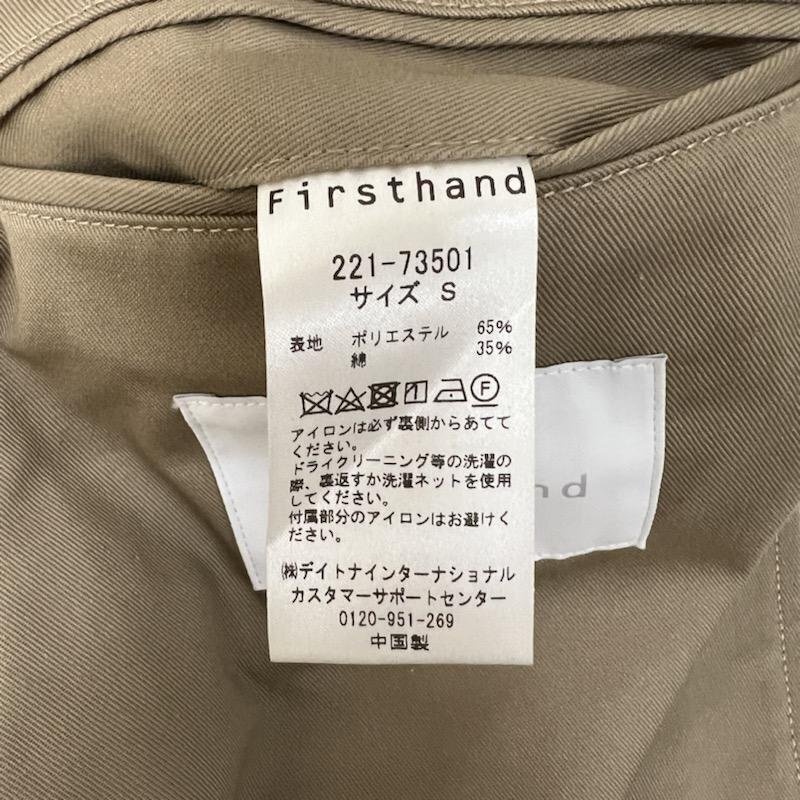 Firsthand
221-73501
サイズ S
表地 ポリエステル 65%
綿 35%
F
アイロンは必ず裏側からあてて
ください。
ドライクリーニング等の洗濯の
際、裏返すか洗濯ネットを使用
してください。
付属部分のアイロンはお避けく
ださい。
㈱デイトナインターナショナル
カスタマーサポートセンター
0120-951-269
中国製
nd